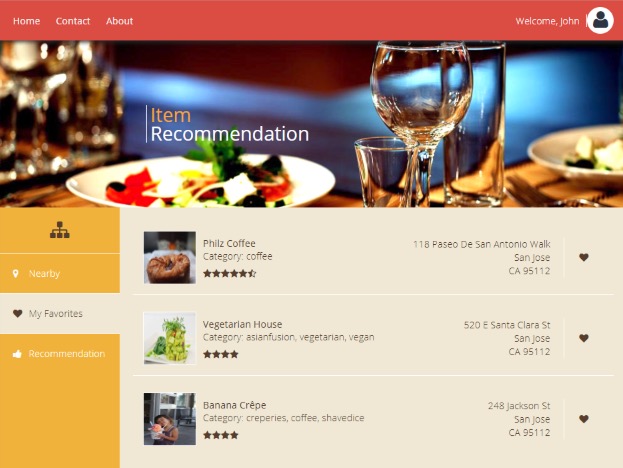 Home Contact About
Welcome, John
Item
Recommendation
Nearby
My Favorites
Recommendation
Philz Coffee
Category: coffee
118 Paseo De San Antonio Walk
San Jose
CA 95112
Vegetarian House
Category: asianfusion, vegetarian, vegan
520 E Santa Clara St
San Jose
CA 95112
Banana Crêpe
Category: creperies, coffee, shavedice
248 Jackson St
San Jose
CA 95112